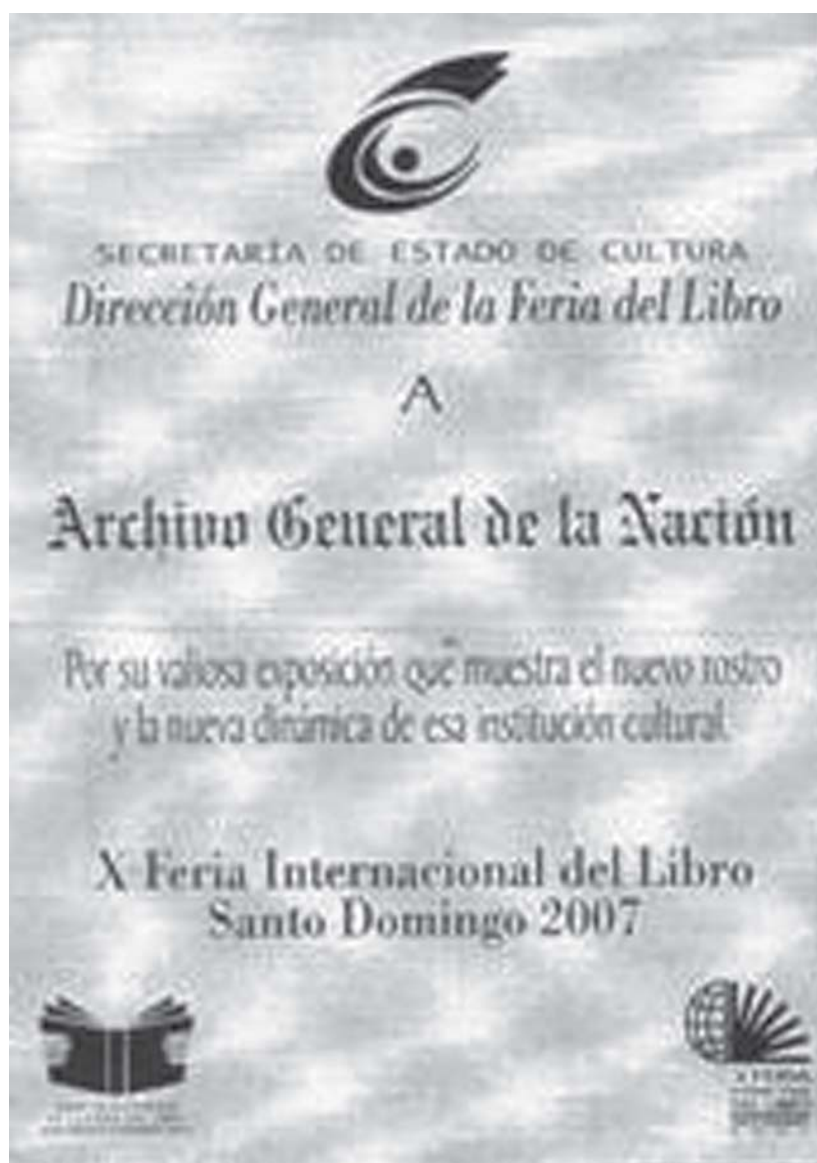 SECRETARÍA DE ESTADO DE CULTURA
Dirección General de la Feria del Libro
A
Archivo General de la Nación
Por su valiosa exposición que muestra el nuevo rostro
y la nueva dinámica de esa institución cultural.
X Feria Internacional del Libro
Santo Domingo 2007
X FERIA